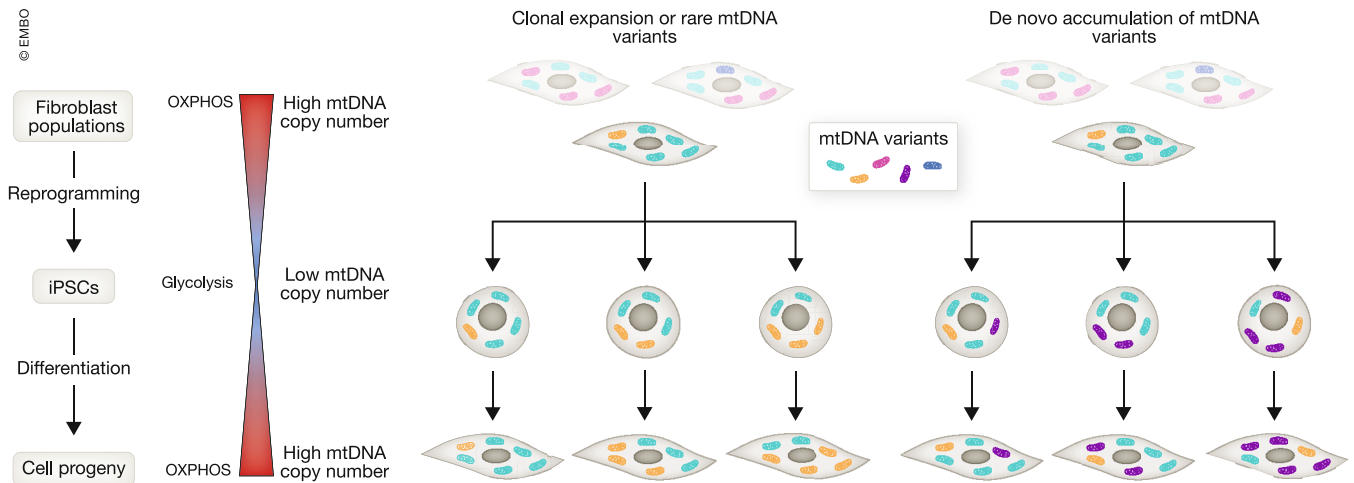 © EMBO
Clonal expansion or rare mtDNA
variants
De novo accumulation of mtDNA
variants
Fibroblast
populations
OXPHOS
High mtDNA
copy number
mtDNA variants
Reprogramming
iPSCs
Glycolysis
Low mtDNA
copy number
Differentiation
Cell progeny
OXPHOS
High mtDNA
copy number